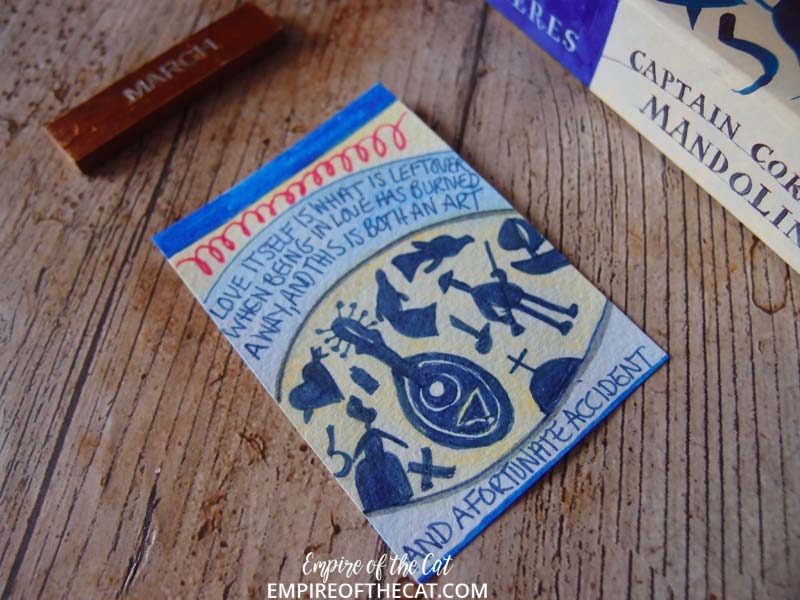 MARCH
ERES
CAPTAIN COR
MANDOLIN
LOVE ITSELF IS WHAT IS LEFTOVER
WHEN BEING IN LOVE HAS BURNED
AWAY, AND THIS IS BOTH AN ART
AND A FORTUNATE ACCIDENT
Empire of the Cat
EMPIREOFTHECAT.COM